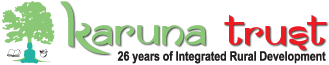 karuna trust
26 years of Integrated Rural Development